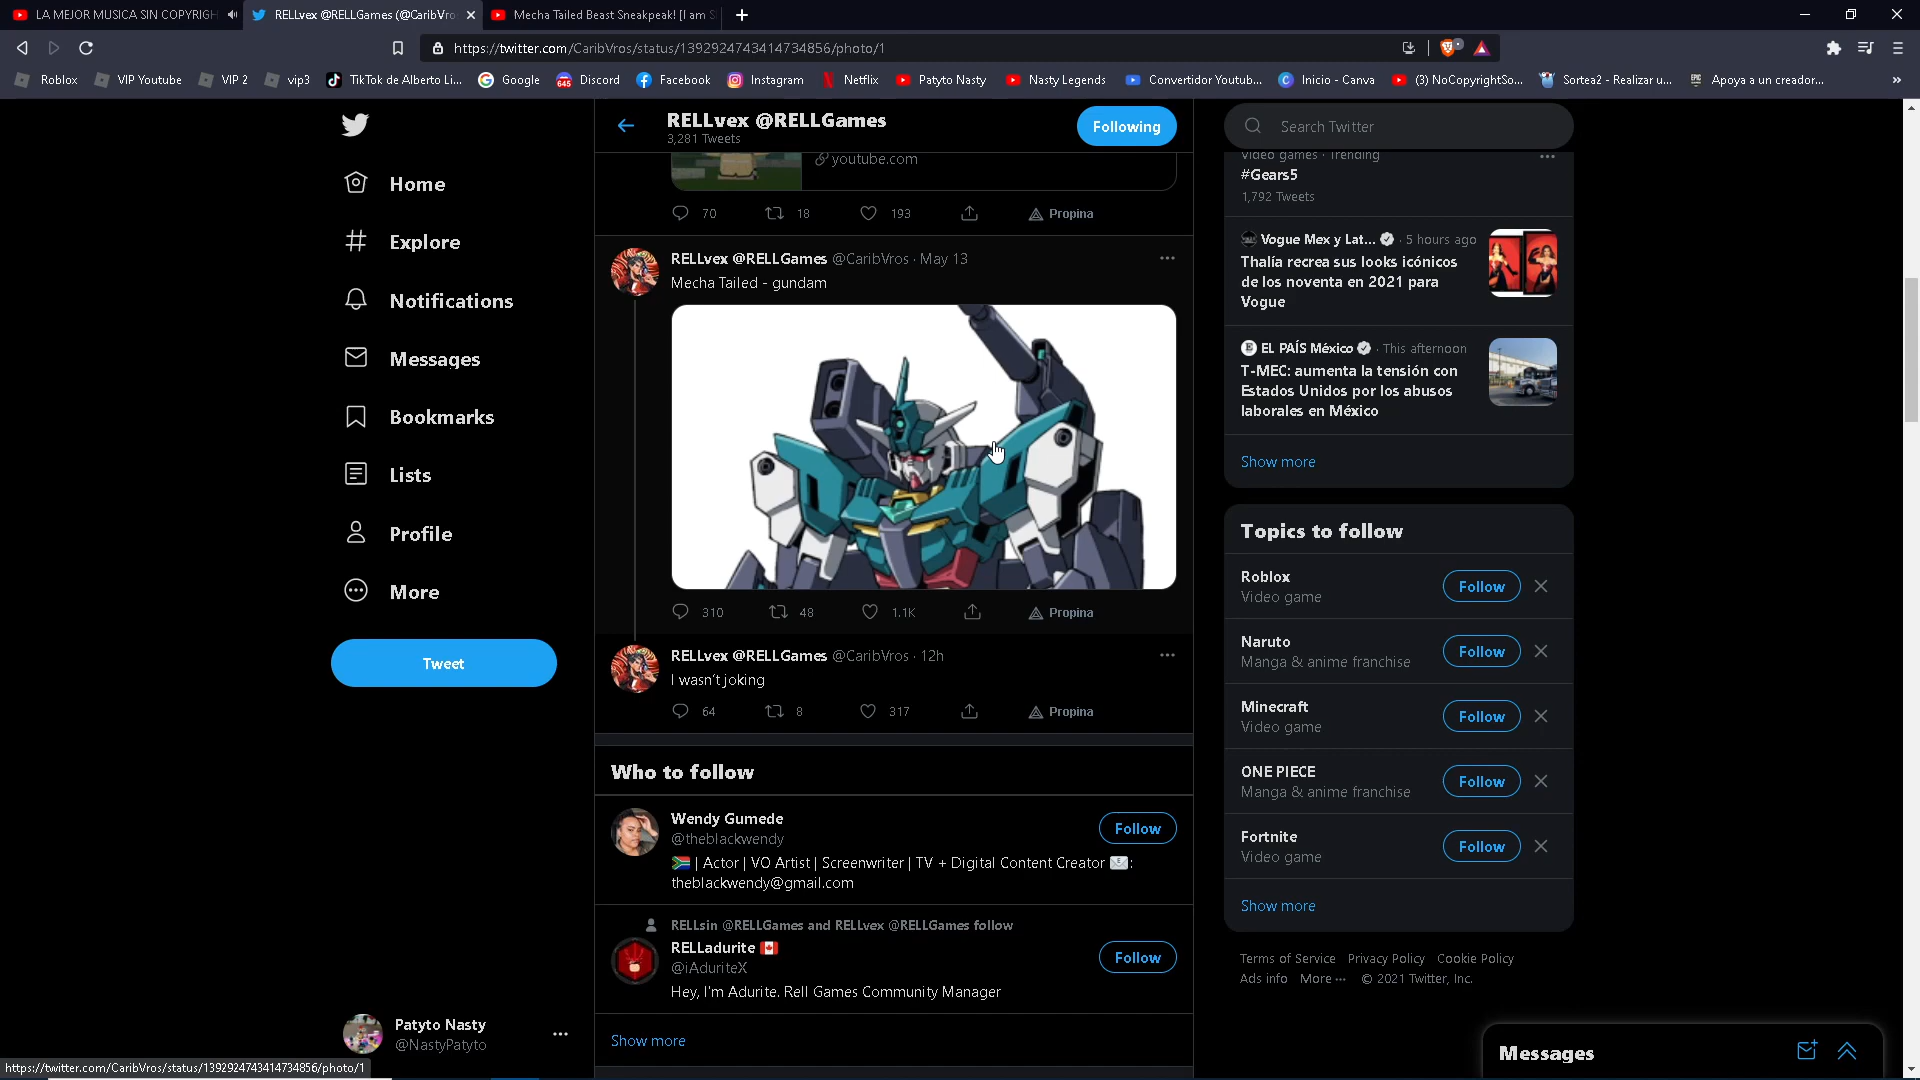 LA MEJOR MUSICA SIN COPYRIGH
RELLvex @RELLGames (@CaribVro
Mecha Tailed Beast Sneakpeak! [I am S
https://twitter.com/CaribVros/status/1392924743414734856/photo/1
Roblox
VIP Youtube
VIP 2
vip3
TikTok de Alberto Li...
Google
Discord
Facebook
Instagram
Netflix
Patyto Nasty
Nasty Legends
Convertidor Youtub...
Inicio - Canva
(3) NoCopyrightSo...
Sortea2 - Realizar u...
Apoya a un creador...
Home
Explore
Notifications
Messages
Bookmarks
Lists
Profile
More
Tweet
Patyto Nasty
@NastyPatyto
https://twitter.com/CaribVros/status/1392924743414734856/photo/1
RELLvex @RELLGames
3,281 Tweets
Following
youtube.com
70 18 193 Propina
RELLvex @RELLGames @CaribVros · May 13
Mecha Tailed - gundam
310 48 1.1K Propina
RELLvex @RELLGames @CaribVros · 12h
I wasn't joking
64 8 317 Propina
Who to follow
Wendy Gumede
@theblackwendy
Follow
🇿🇦 | Actor | VO Artist | Screenwriter | TV + Digital Content Creator 📧:
theblackwendy@gmail.com
RELLsin @RELLGames and RELLvex @RELLGames follow
RELLadurite 🇨🇦
@iAduriteX
Follow
Hey, I'm Adurite. Rell Games Community Manager
Show more
Search Twitter
Video games · Trending
#Gears5
1,792 Tweets
Vogue Mex y Lat... · 5 hours ago
Thalía recrea sus looks icónicos
de los noventa en 2021 para
Vogue
EL PAÍS México · This afternoon
T-MEC: aumenta la tensión con
Estados Unidos por los abusos
laborales en México
Show more
Topics to follow
Roblox
Video game
Follow
Naruto
Manga & anime franchise
Follow
Minecraft
Video game
Follow
ONE PIECE
Manga & anime franchise
Follow
Fortnite
Video game
Follow
Show more
Terms of Service Privacy Policy Cookie Policy
Ads info More ··· © 2021 Twitter, Inc.
Messages